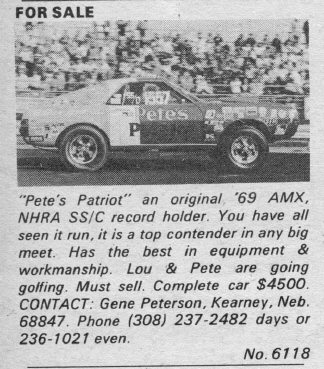 FOR SALE
Pete's
P
"Pete's Patriot" an original '69 AMX,
NHRA SS/C record holder. You have all
seen it run, it is a top contender in any big
meet. Has the best in equipment &
workmanship. Lou & Pete are going
golfing. Must sell. Complete car $4500.
CONTACT: Gene Peterson, Kearney, Neb.
68847. Phone (308) 237-2482 days or
236-1021 even.
No. 6118